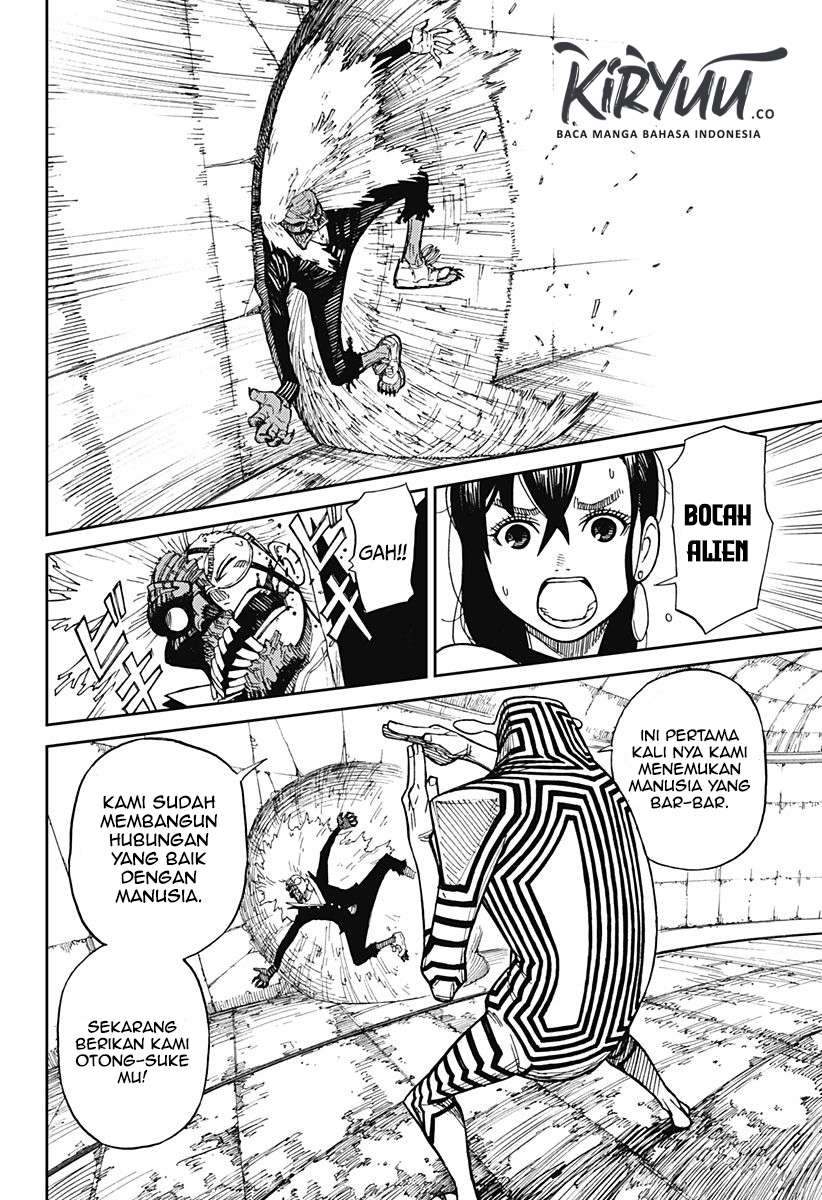 KIRYUU.CO
BACA MANGA BAHASA INDONESIA
BOCAH
ALIEN
GAH!!
INI PERTAMA
KALI NYA KAMI
MENEMUKAN
MANUSIA YANG
BAR-BAR.
KAMI SUDAH
MEMBANGUN
HUBUNGAN
YANG BAIK
DENGAN
MANUSIA.
SEKARANG
BERIKAN KAMI
OTONG-SUKE
MU!